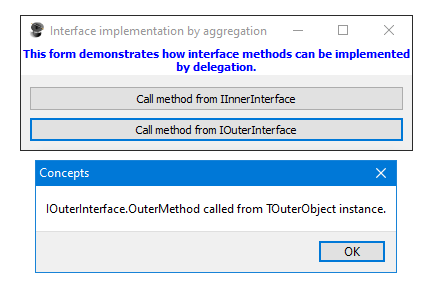 Interface implementation by aggregation
This form demonstrates how interface methods can be implemented
by delegation.
Call method from IInnerInterface
Call method from IOuterInterface
Concepts
IOuterInterface.OuterMethod called from TOuterObject instance.
OK